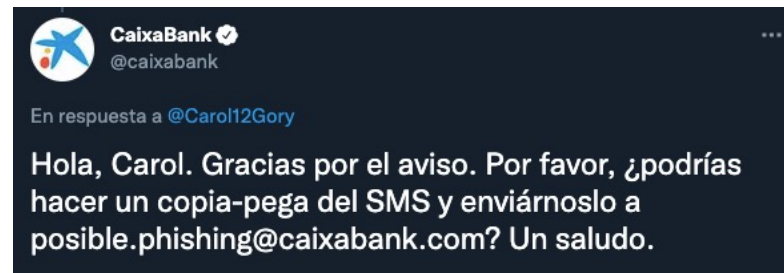 CaixaBank
@caixabank
En respuesta a @Carol12Gory
Hola, Carol. Gracias por el aviso. Por favor, ¿podrías
hacer un copia-pega del SMS y enviárnoslo a
posible.phishing@caixabank.com? Un saludo.